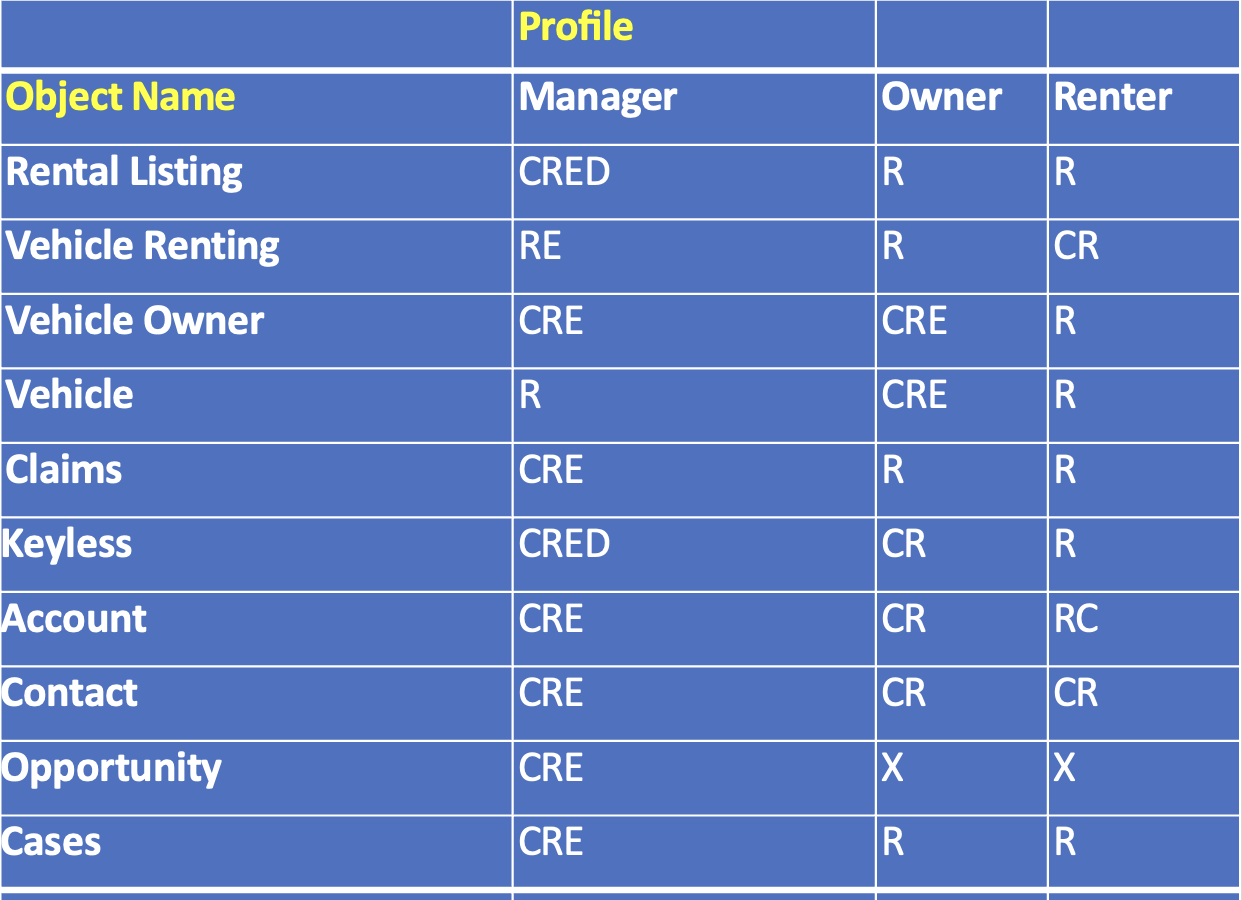 Profile
Object Name Manager Owner Renter
Rental Listing CRED R R
Vehicle Renting RE R CR
Vehicle Owner CRE CRE R
Vehicle R CRE R
Claims CRE R R
Keyless CRED CR R
Account CRE CR RC
Contact CRE CR CR
Opportunity CRE X X
Cases CRE R R